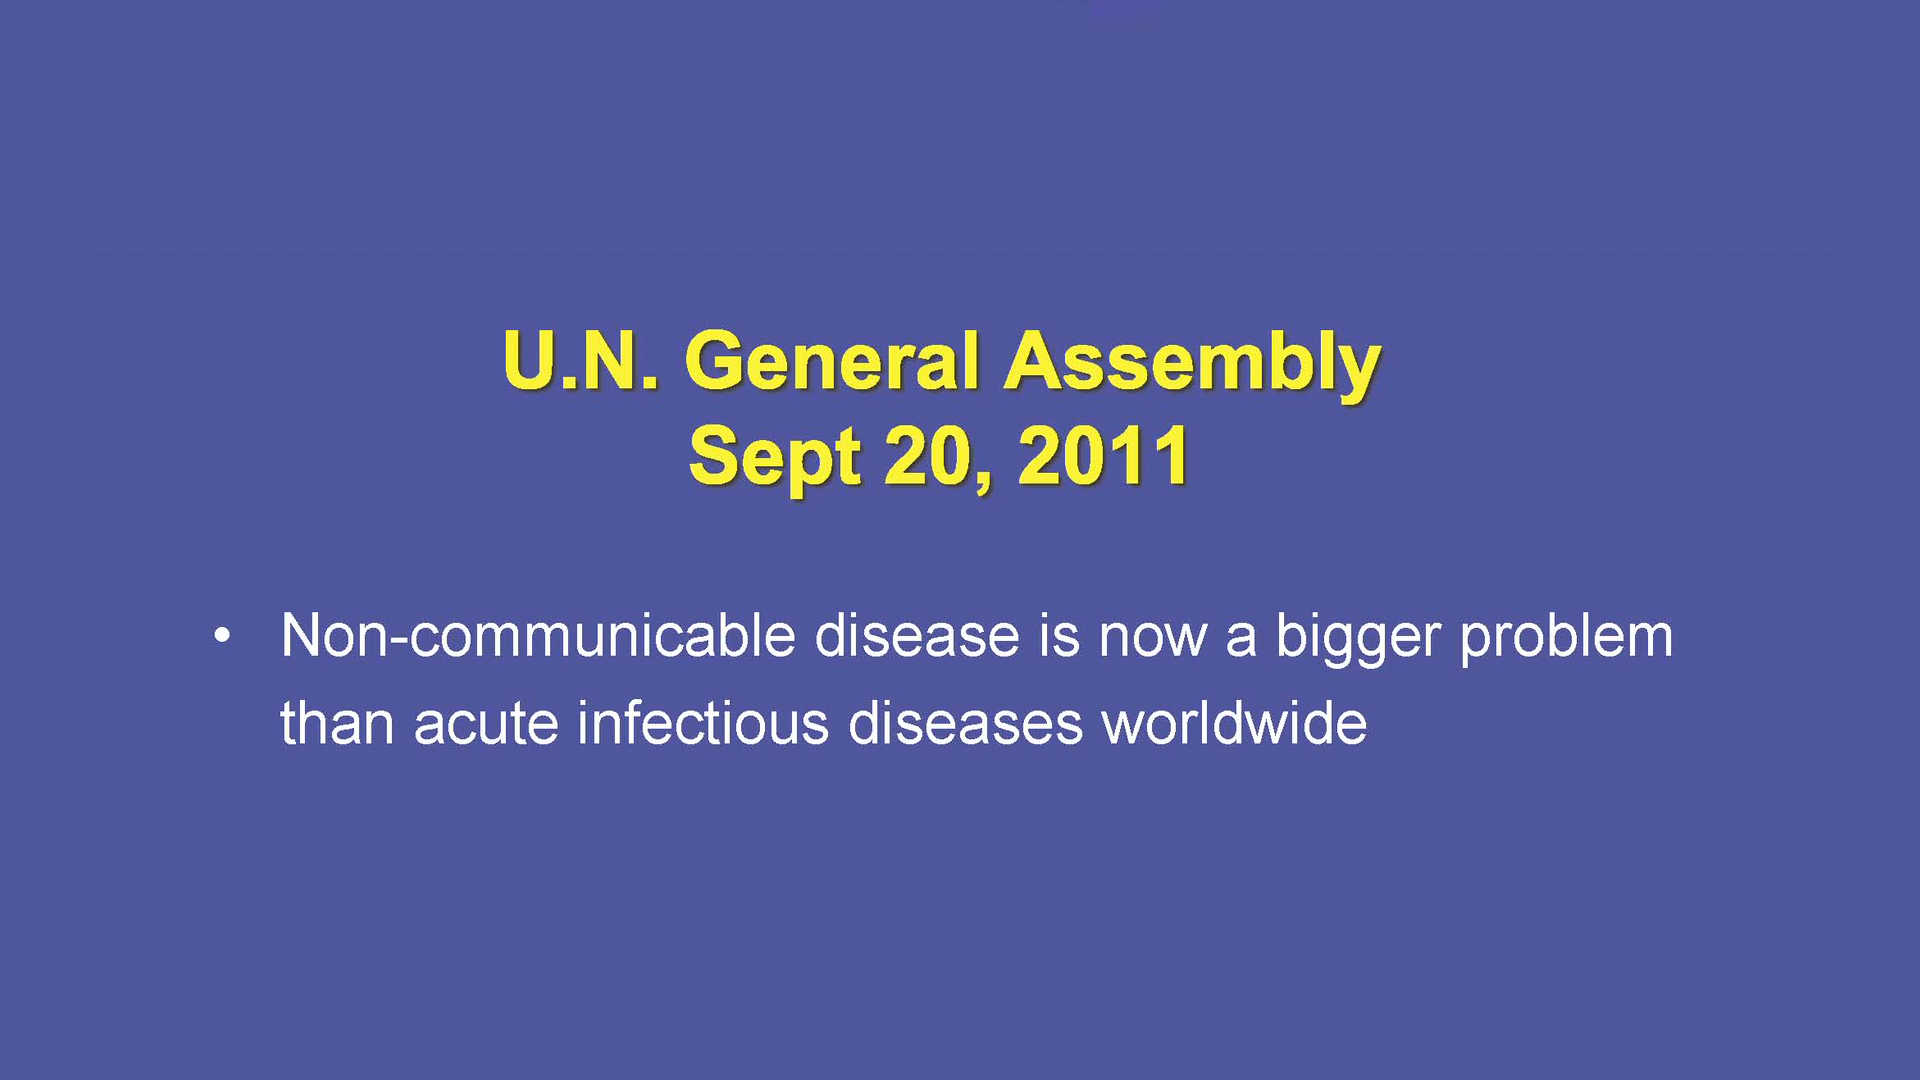 U.N. General Assembly
Sept 20, 2011
• Non-communicable disease is now a bigger problem
than acute infectious diseases worldwide